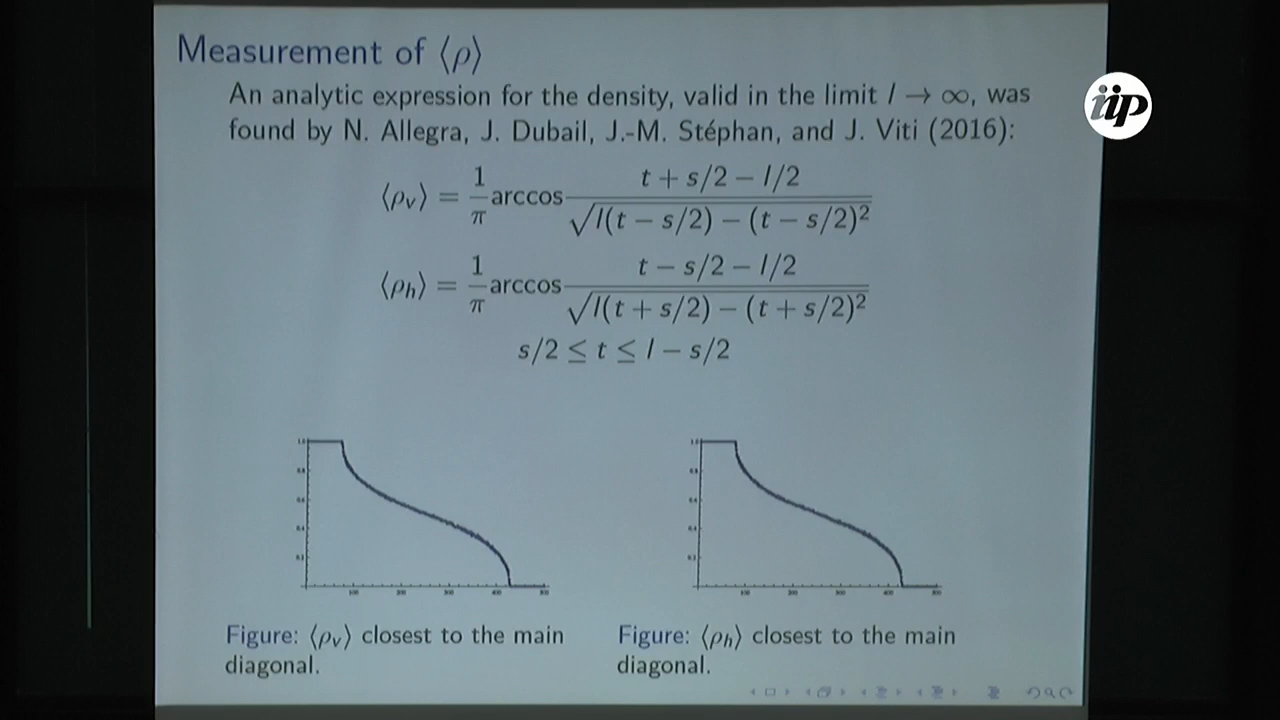 Measurement of ⟨ρ⟩
An analytic expression for the density, valid in the limit l → ∞, was
found by N. Allegra, J. Dubail, J.-M. Stéphan, and J. Viti (2016):
⟨ρ_v⟩ = 1/π arccos (t + s/2 − l/2) / √(l(t − s/2) − (t − s/2)²)
⟨ρ_h⟩ = 1/π arccos (t − s/2 − l/2) / √(l(t + s/2) − (t + s/2)²)
s/2 ≤ t ≤ l − s/2
Figure: ⟨ρ_v⟩ closest to the main
diagonal.
Figure: ⟨ρ_h⟩ closest to the main
diagonal.
iip